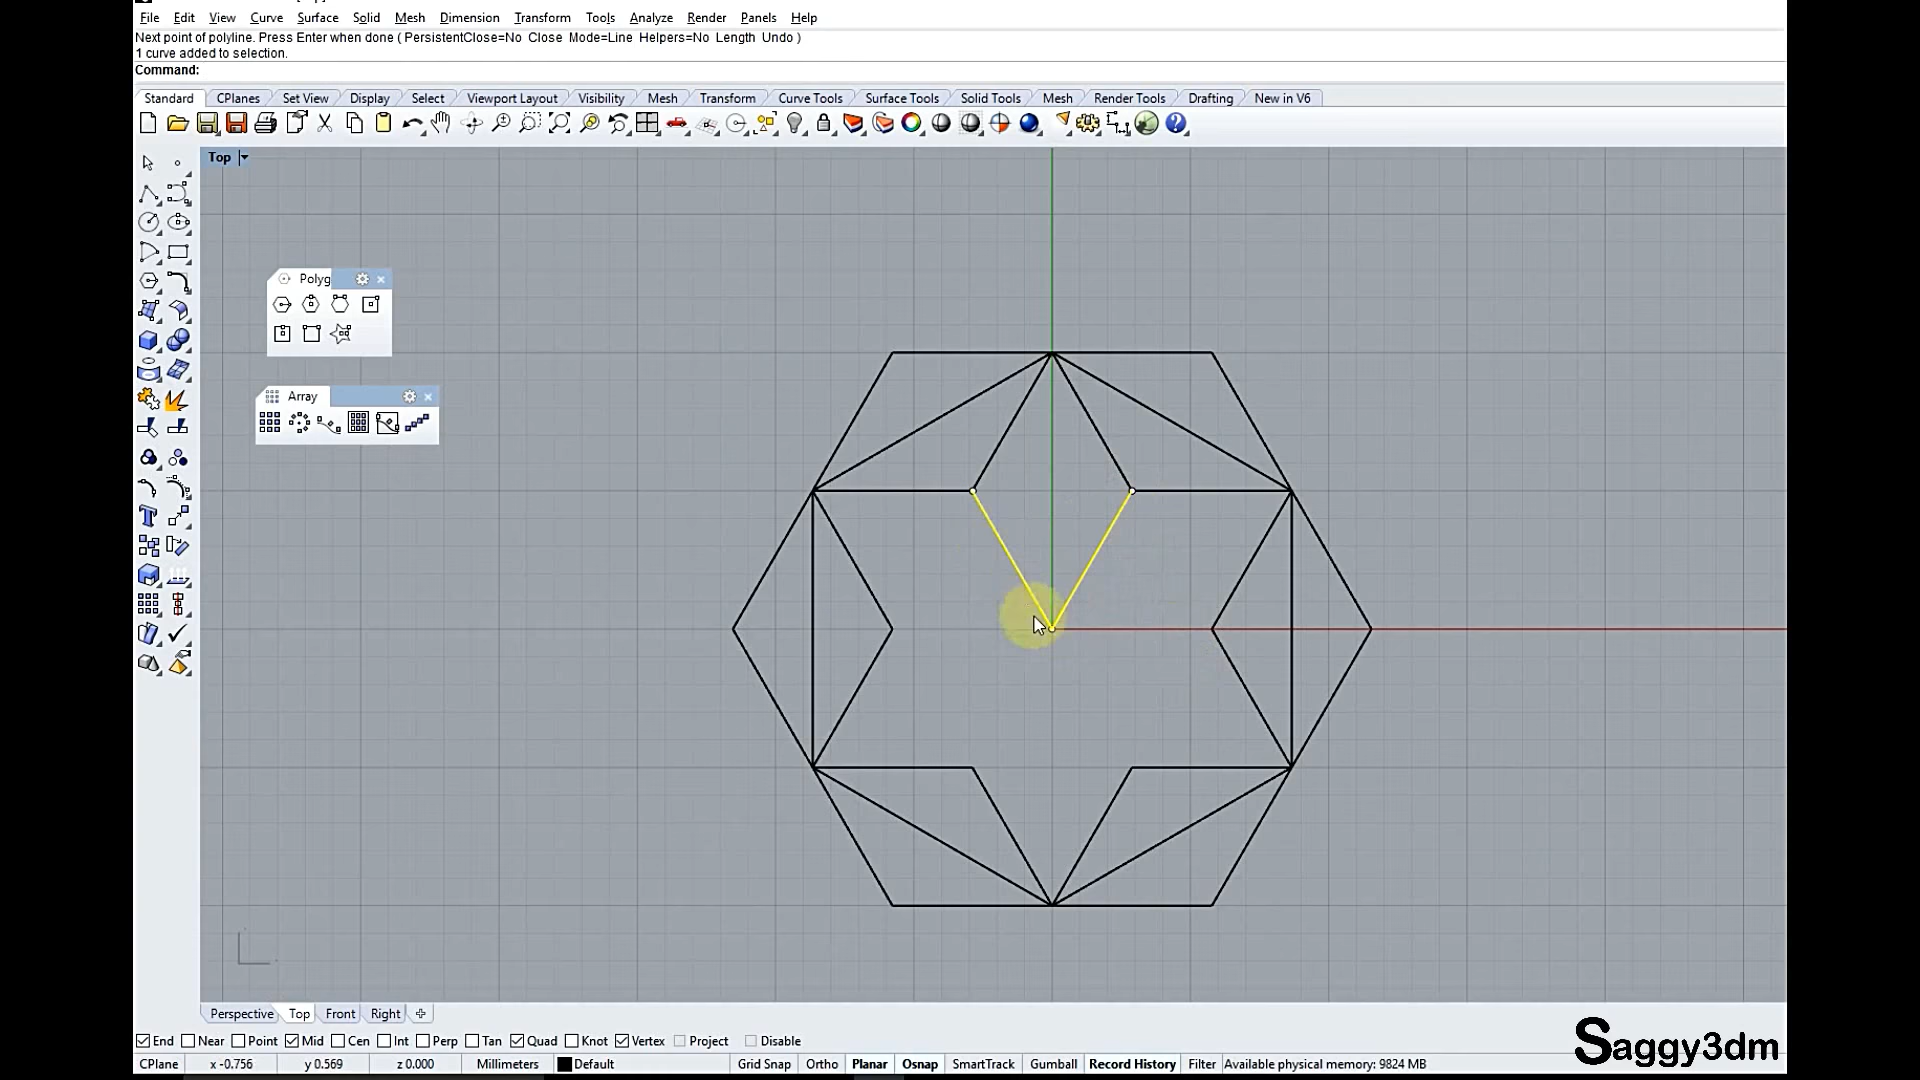 File Edit View Curve Surface Solid Mesh Dimension Transform Tools Analyze Render Panels Help
Next point of polyline. Press Enter when done ( PersistentClose=No Close Mode=Line Helpers=No Length Undo )
1 curve added to selection.
Command:
Standard CPlanes Set View Display Select Viewport Layout Visibility Mesh Transform Curve Tools Surface Tools Solid Tools Mesh Render Tools Drafting New in V6
Top
Polyg
Array
Perspective Top Front Right
End Near Point Mid Cen Int Perp Tan Quad Knot Vertex Project Disable
CPlane x -0.756 y 0.569 z 0.000 Millimeters Default Grid Snap Ortho Planar Osnap SmartTrack Gumball Record History Filter Available physical memory: 9824 MB
Saggy3dm